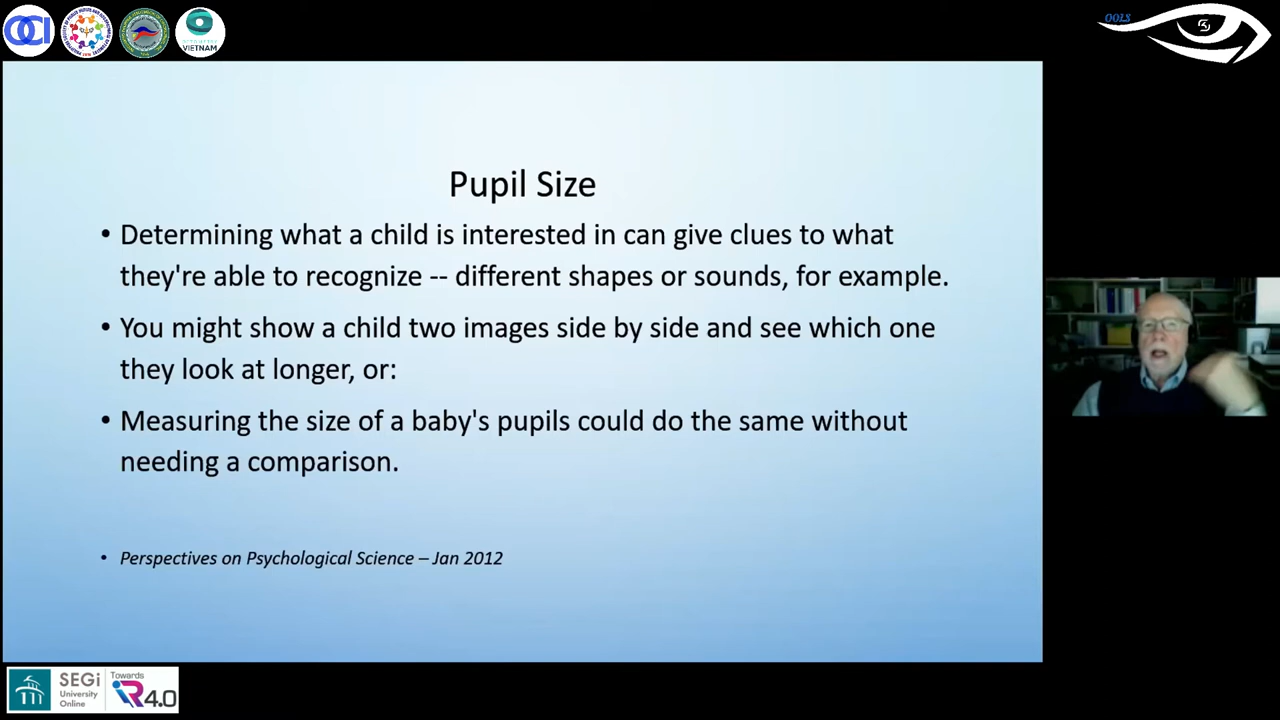 OCI
VIETNAM
OOLS
Pupil Size
• Determining what a child is interested in can give clues to what
they're able to recognize -- different shapes or sounds, for example.
• You might show a child two images side by side and see which one
they look at longer, or:
• Measuring the size of a baby's pupils could do the same without
needing a comparison.
• Perspectives on Psychological Science – Jan 2012
SEGi
University
Online
Towards
iR4.0